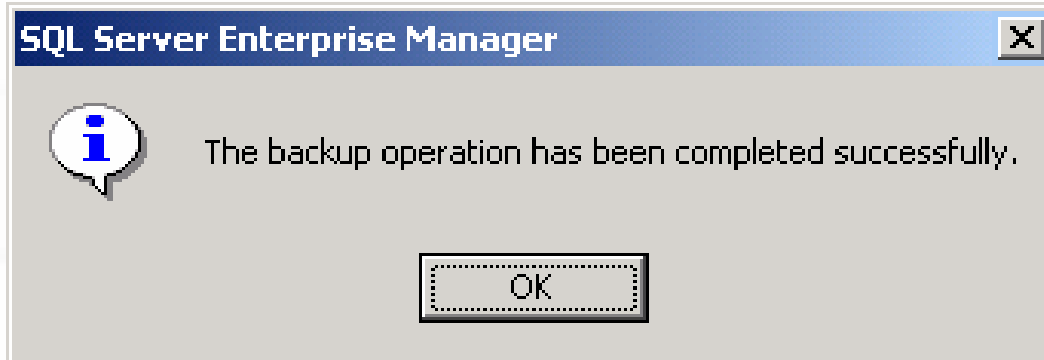 SQL Server Enterprise Manager
The backup operation has been completed successfully.
OK